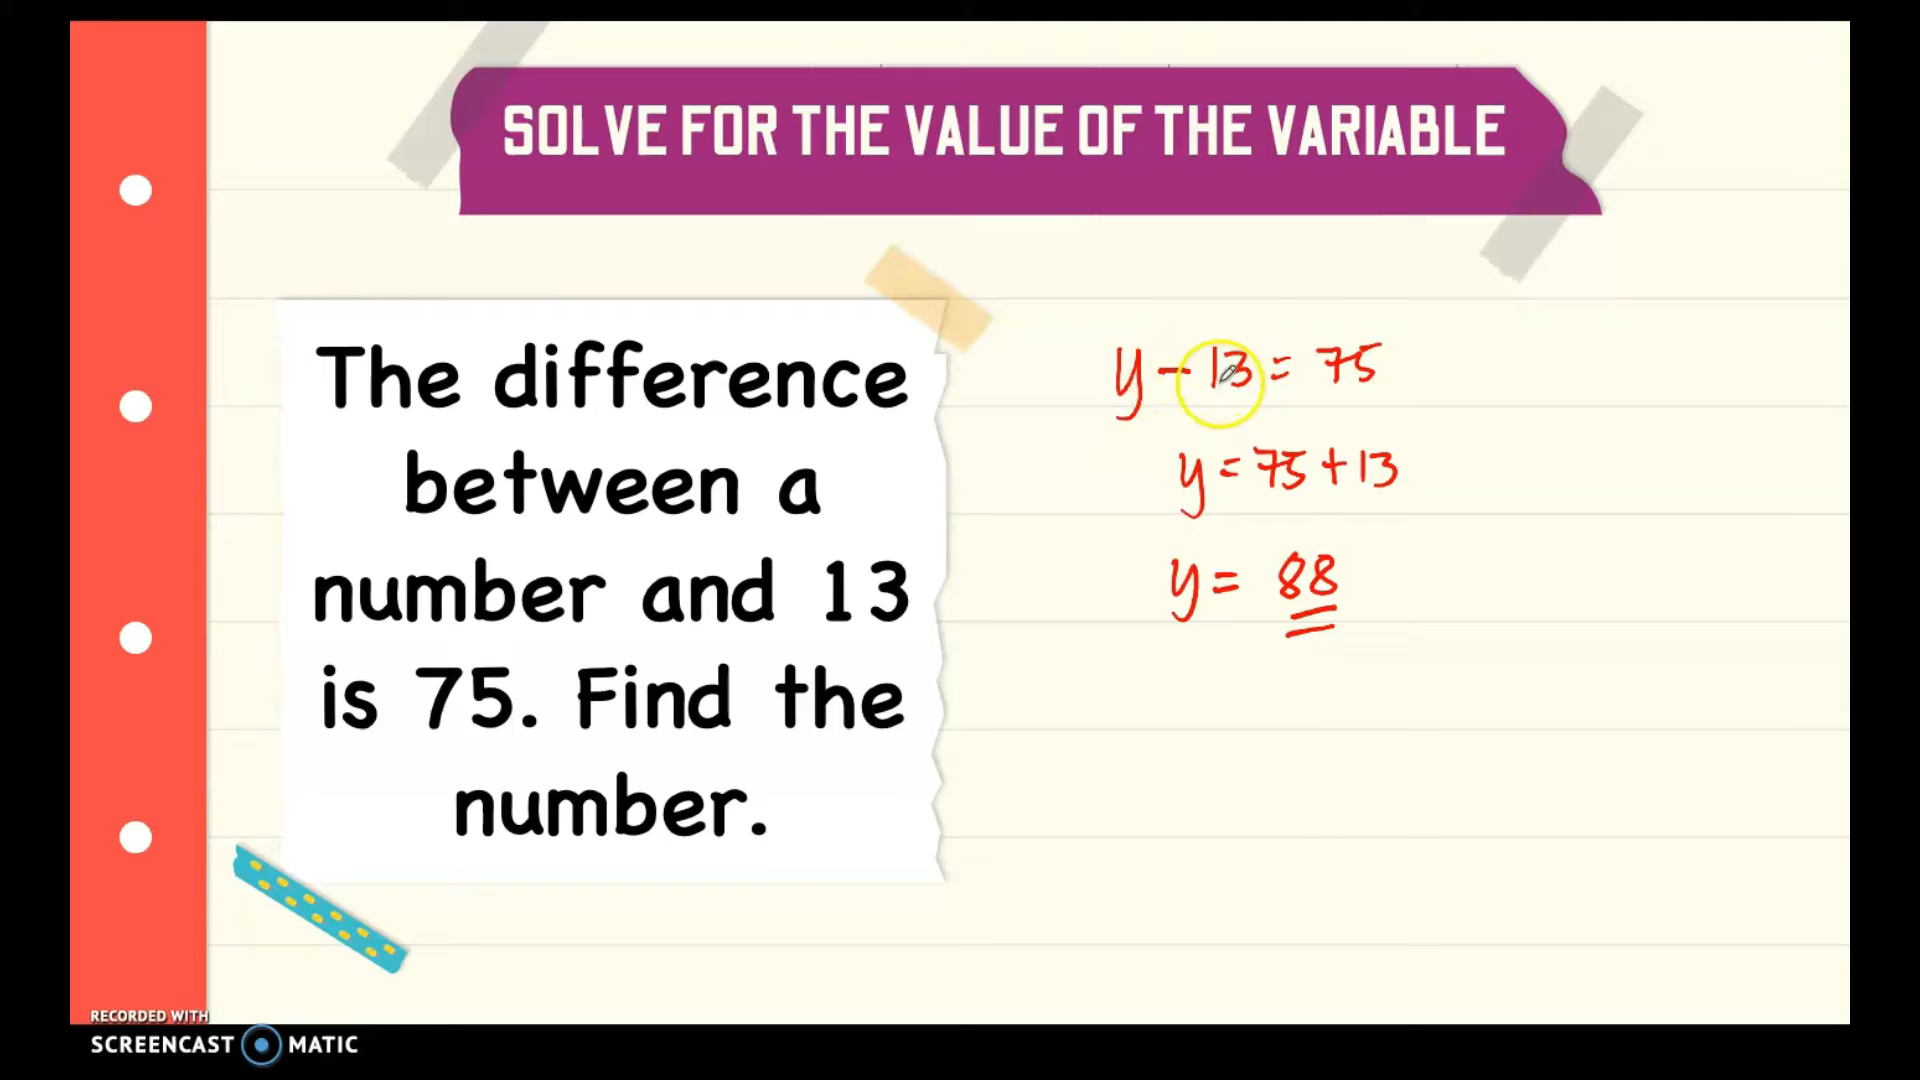 SOLVE FOR THE VALUE OF THE VARIABLE
The difference
between a
number and 13
is 75. Find the
number.
y - 13 = 75
y = 75 + 13
y = 88
RECORDED WITH
SCREENCAST MATIC